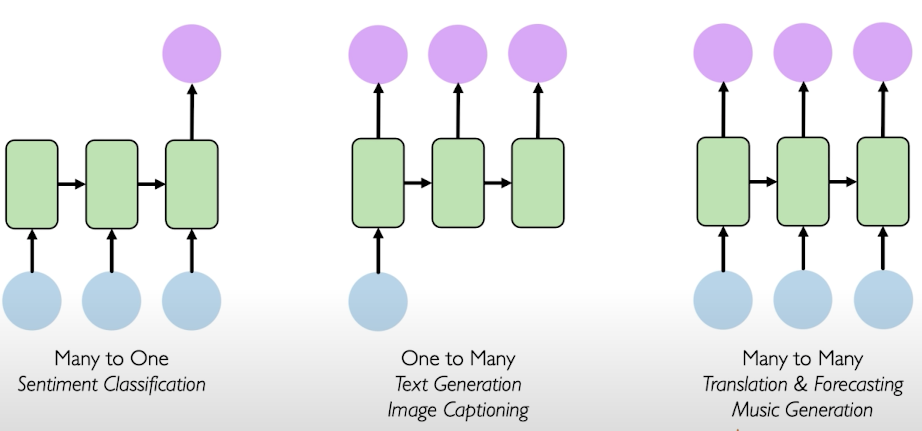 Many to One
Sentiment Classification
One to Many
Text Generation
Image Captioning
Many to Many
Translation & Forecasting
Music Generation